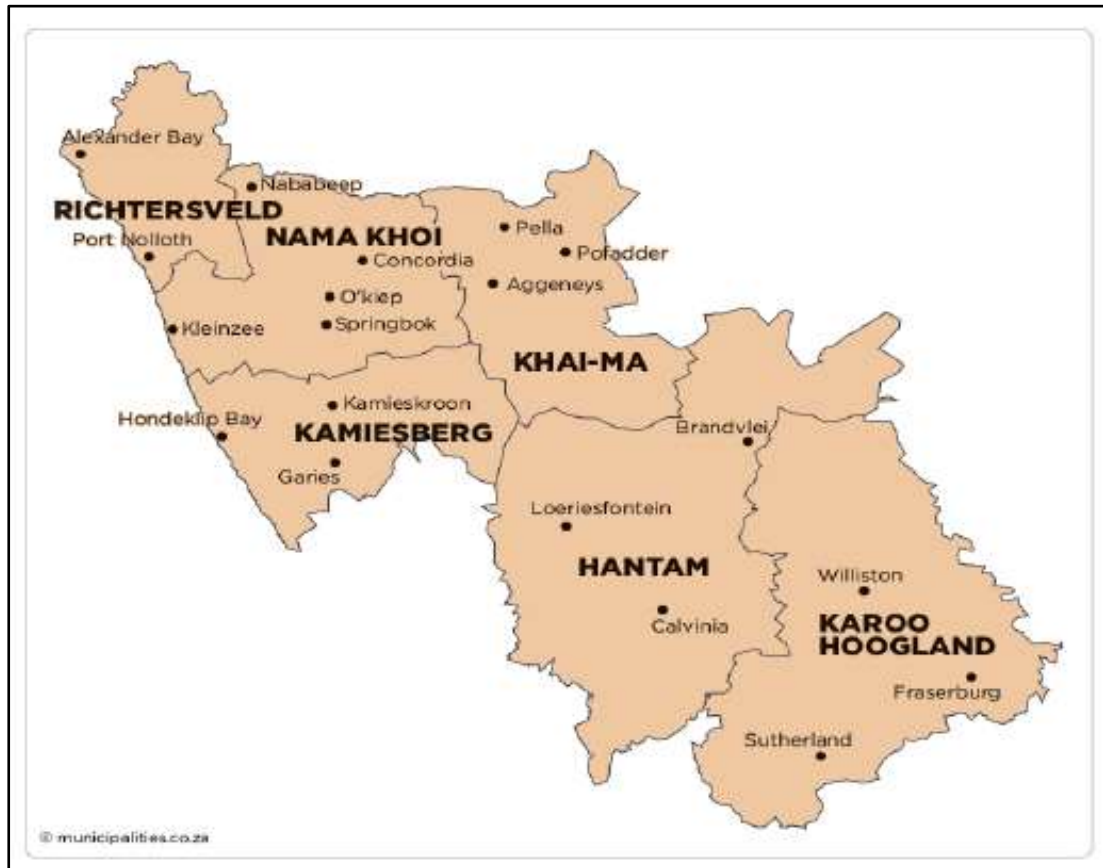 Alexander Bay
Nababeep
RICHTERSVELD
Pella
NAMA KHOI
Port Nolloth
Pofadder
Concordia
Aggeneys
O'kiep
Springbok
Kleinzee
KHAI-MA
Kamieskroon
Hondeklip Bay
KAMIESBERG
Brandvlei
Garies
Loeriesfontein
HANTAM
Williston
Calvinia
KAROO
HOOGLAND
Fraserburg
Sutherland
© municipalities.co.za